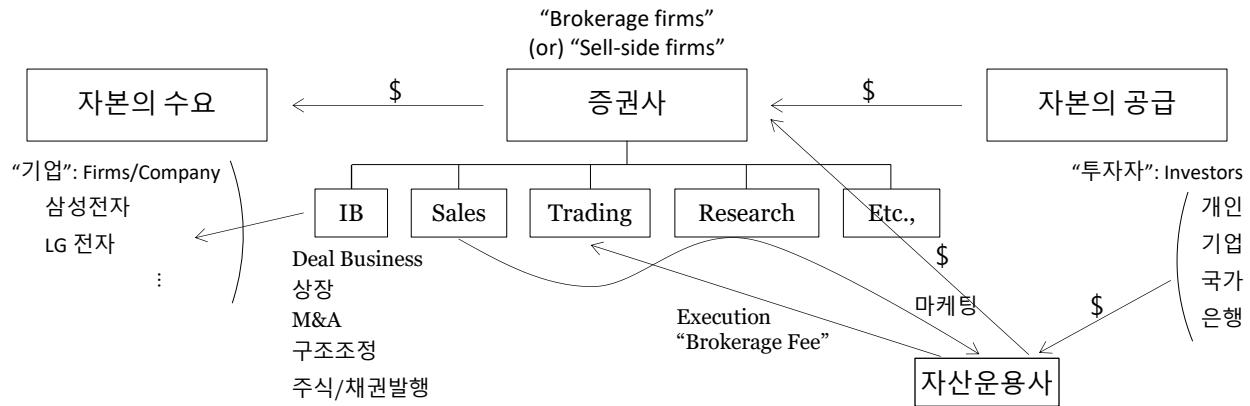 “Brokerage firms”
(or) “Sell-side firms”
자본의 수요
$
증권사
$
자본의 공급
“기업”: Firms/Company
삼성전자
LG 전자
⋮
“투자자”: Investors
개인
기업
국가
은행
IB
Sales
Trading
Research
Etc.,
Deal Business
상장
M&A
구조조정
주식/채권발행
Execution
“Brokerage Fee”
마케팅
$
$
자산운용사